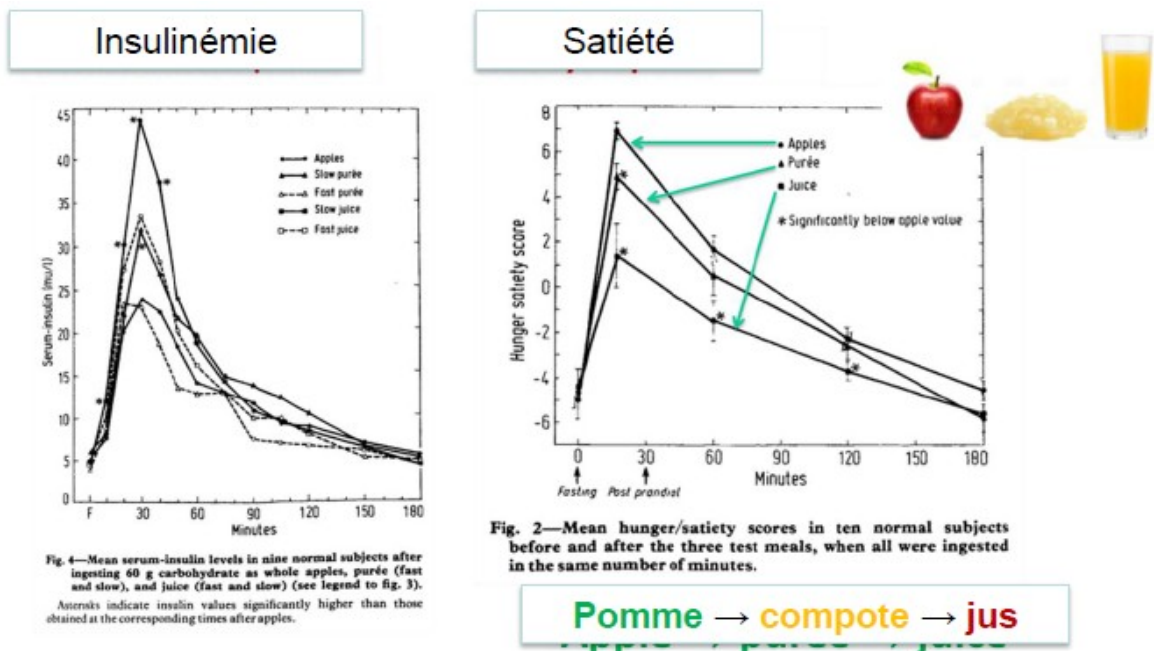 Insulinémie
45
40
35
30
25
20
15
10
5
0
Serum-insulin (mu/l)
Apples
Slow purée
Fast purée
Slow juice
Fast juice
F 30 60 90 120 150 180
Minutes
Fig. 4—Mean serum-insulin levels in nine normal subjects after
ingesting 60 g carbohydrate as whole apples, purée (fast
and slow), and juice (fast and slow) (see legend to fig. 3).
Asterisks indicate insulin values significantly higher than those
obtained at the corresponding times after apples.
Satiété
8
6
4
2
0
-2
-4
-6
Hunger satiety score
Apples
Purée
Juice
* Significantly below apple value
0 30 60 90 120 150 180
Fasting Post prandial Minutes
Fig. 2—Mean hunger/satiety scores in ten normal subjects
before and after the three test meals, when all were ingested
in the same number of minutes.
Pomme → compote → jus